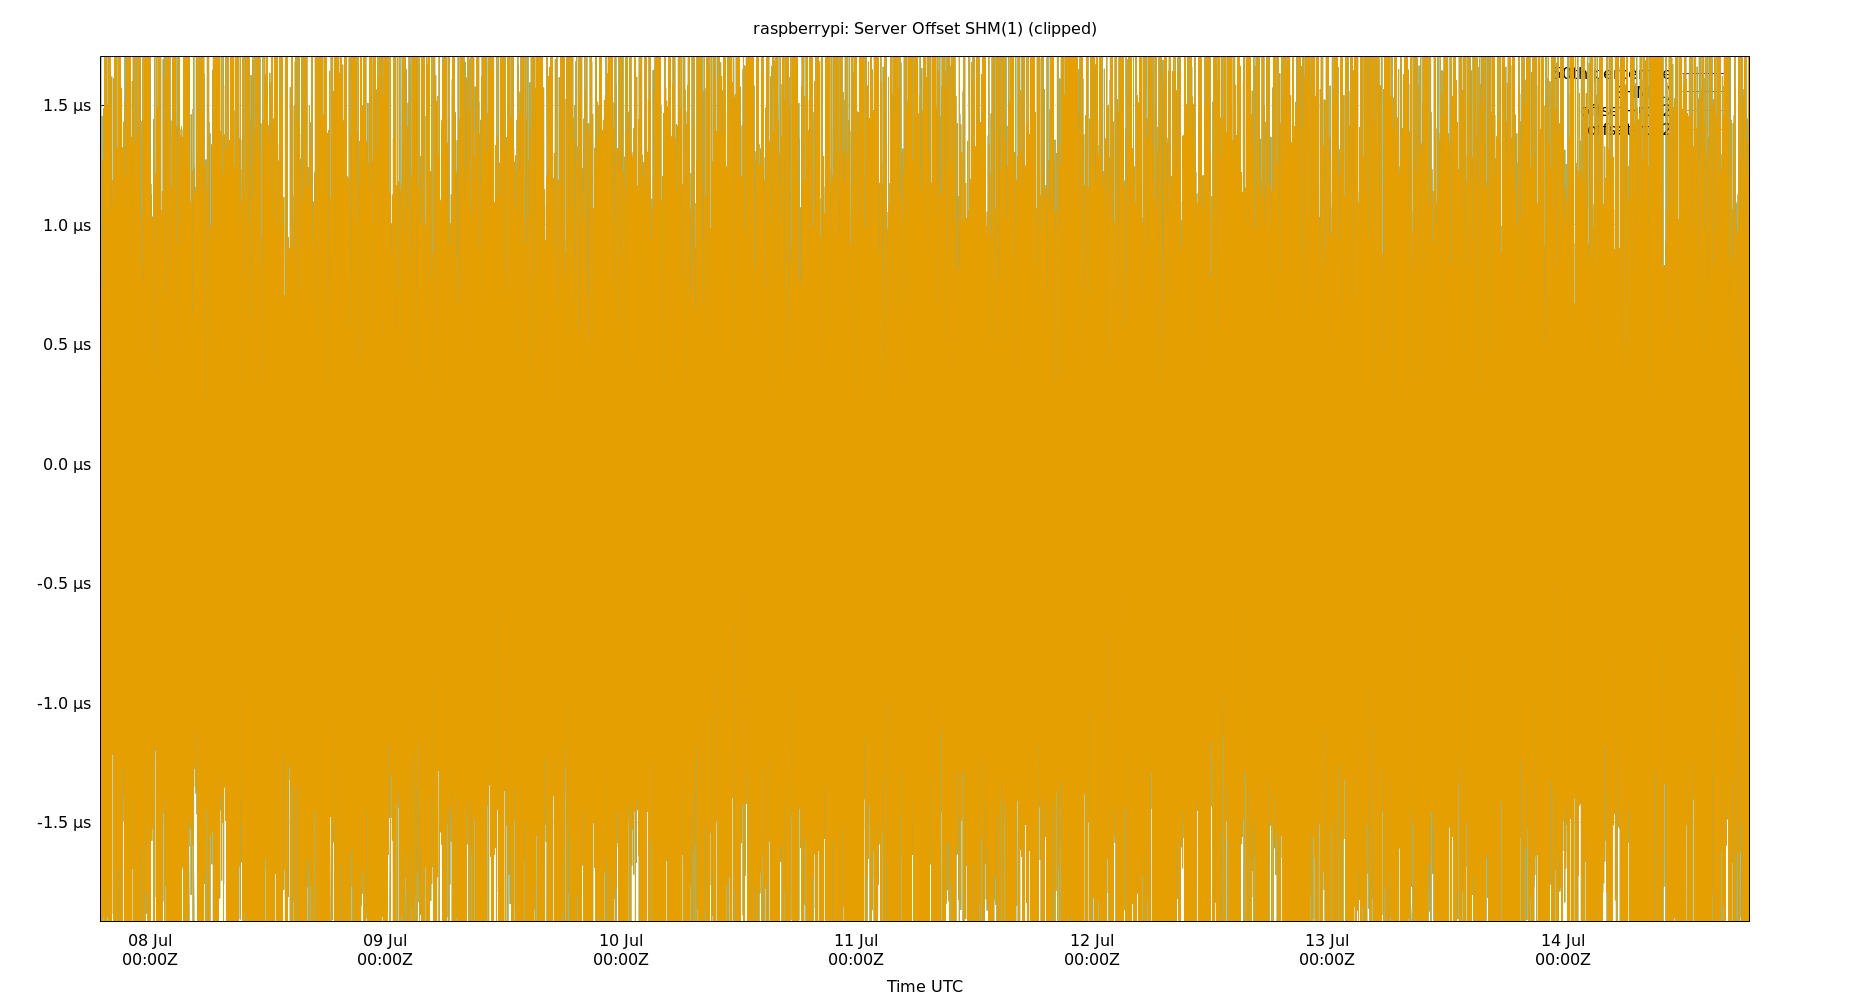 raspberrypi: Server Offset SHM(1) (clipped)
1.5 µs
1.0 µs
0.5 µs
0.0 µs
-0.5 µs
-1.0 µs
-1.5 µs
08 Jul 09 Jul 10 Jul 11 Jul 12 Jul 13 Jul 14 Jul
00:00Z 00:00Z 00:00Z 00:00Z 00:00Z 00:00Z 00:00Z
Time UTC